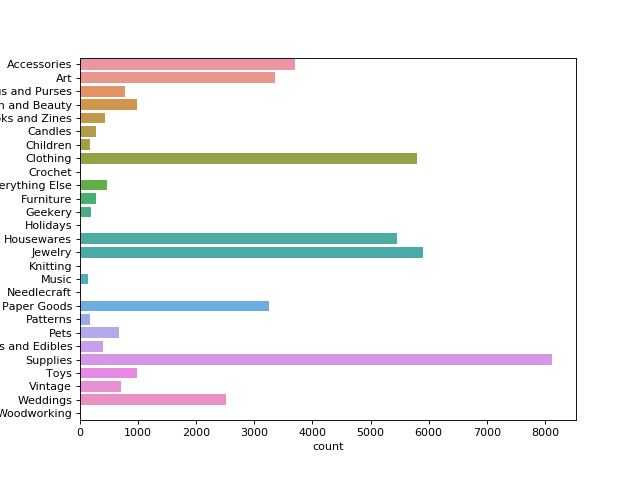 Accessories
Art
gs and Purses
h and Beauty
oks and Zines
Candles
Children
Clothing
Crochet
erything Else
Furniture
Geekery
Holidays
Housewares
Jewelry
Knitting
Music
Needlecraft
Paper Goods
Patterns
Pets
s and Edibles
Supplies
Toys
Vintage
Weddings
Woodworking
0 1000 2000 3000 4000 5000 6000 7000 8000
count